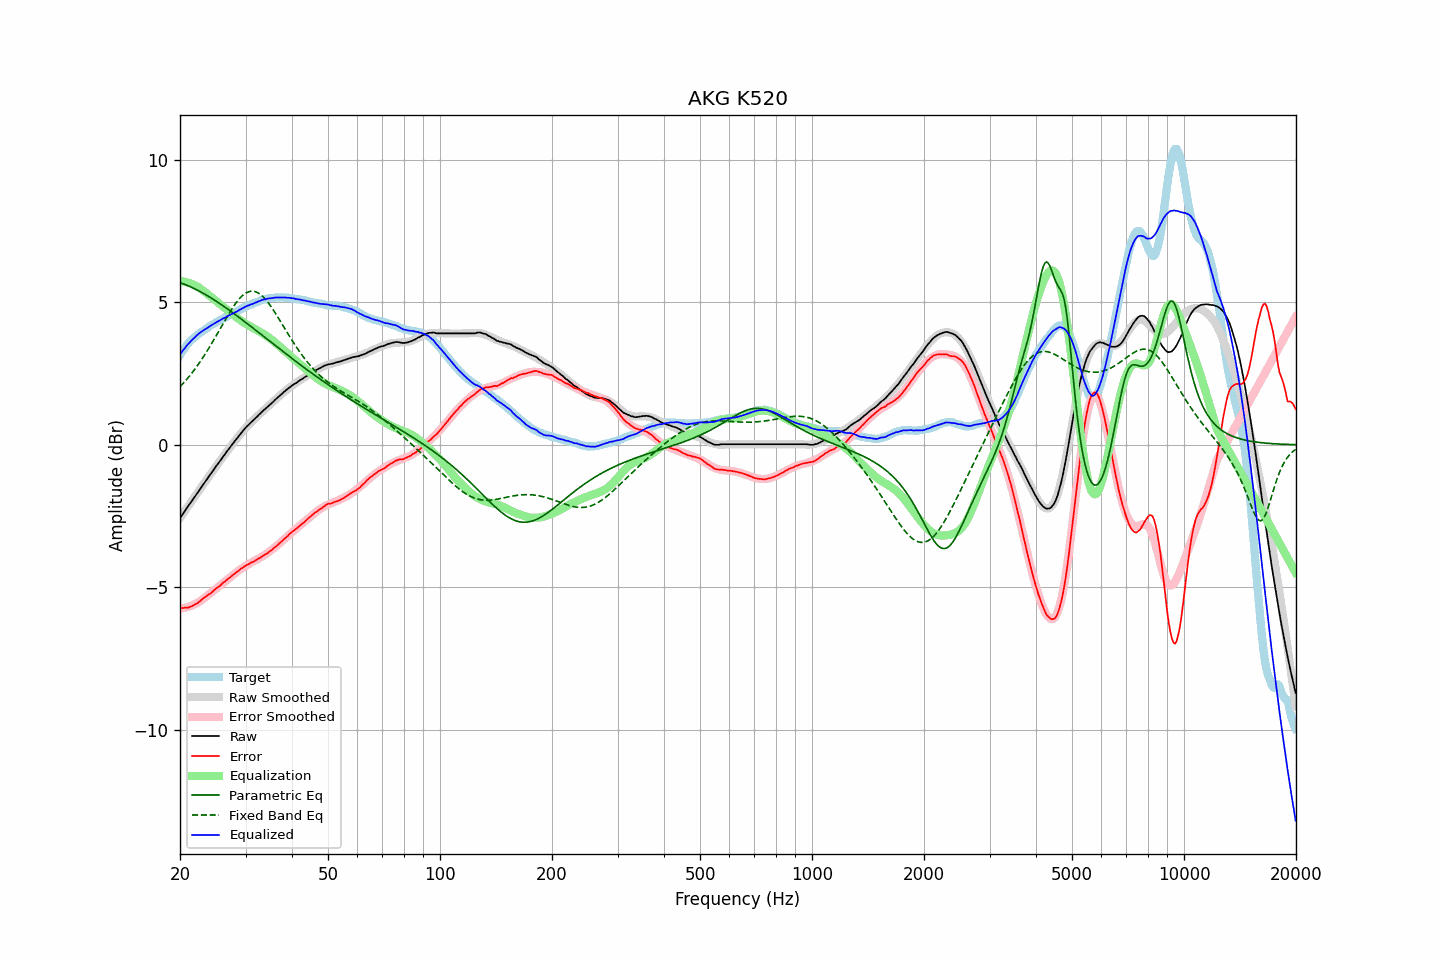 AKG K520
Amplitude (dBr)
10
5
0
−5
−10
Target
Raw Smoothed
Error Smoothed
Raw
Error
Equalization
Parametric Eq
Fixed Band Eq
Equalized
20
50
100
200
500
1000
2000
5000
10000
20000
Frequency (Hz)